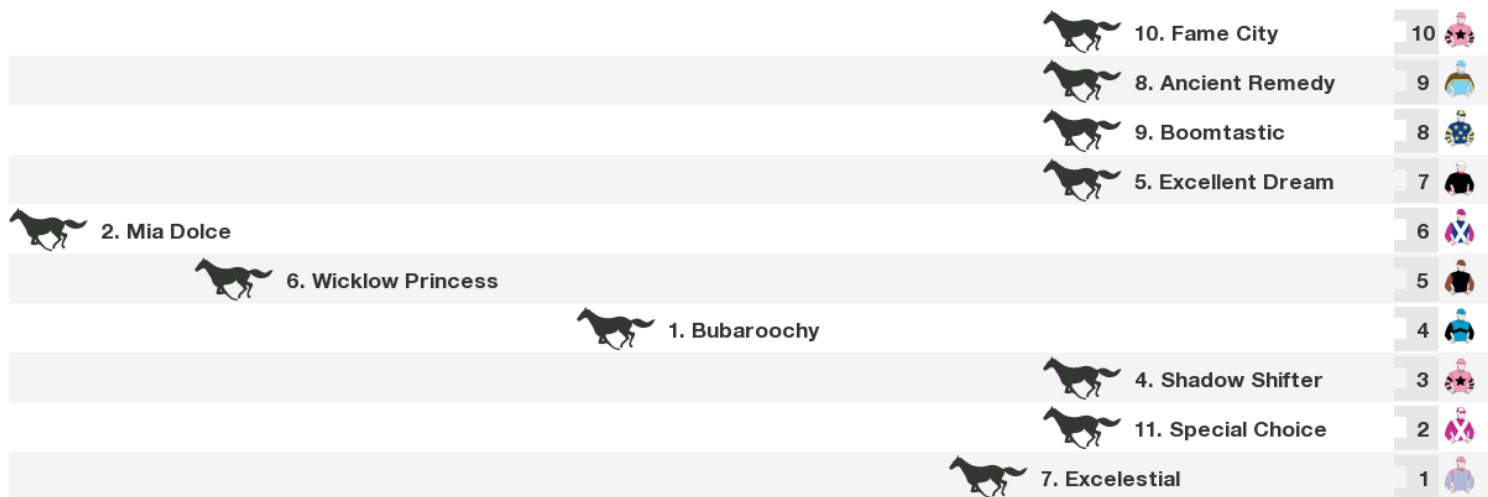 10. Fame City 10
8. Ancient Remedy 9
9. Boomtastic 8
5. Excellent Dream 7
2. Mia Dolce 6
6. Wicklow Princess 5
1. Bubaroochy 4
4. Shadow Shifter 3
11. Special Choice 2
7. Excelestial 1